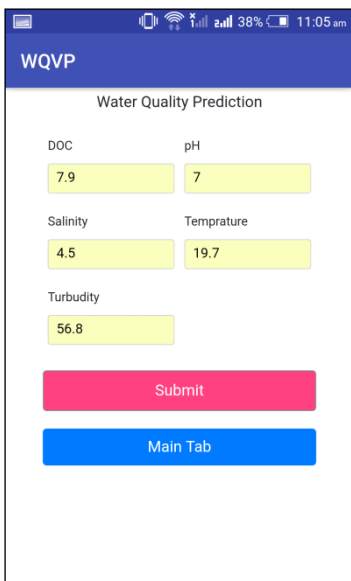 38% 11:05 am
WQVP
Water Quality Prediction
DOC pH
7.9 7
Salinity Temprature
4.5 19.7
Turbudity
56.8
Submit
Main Tab